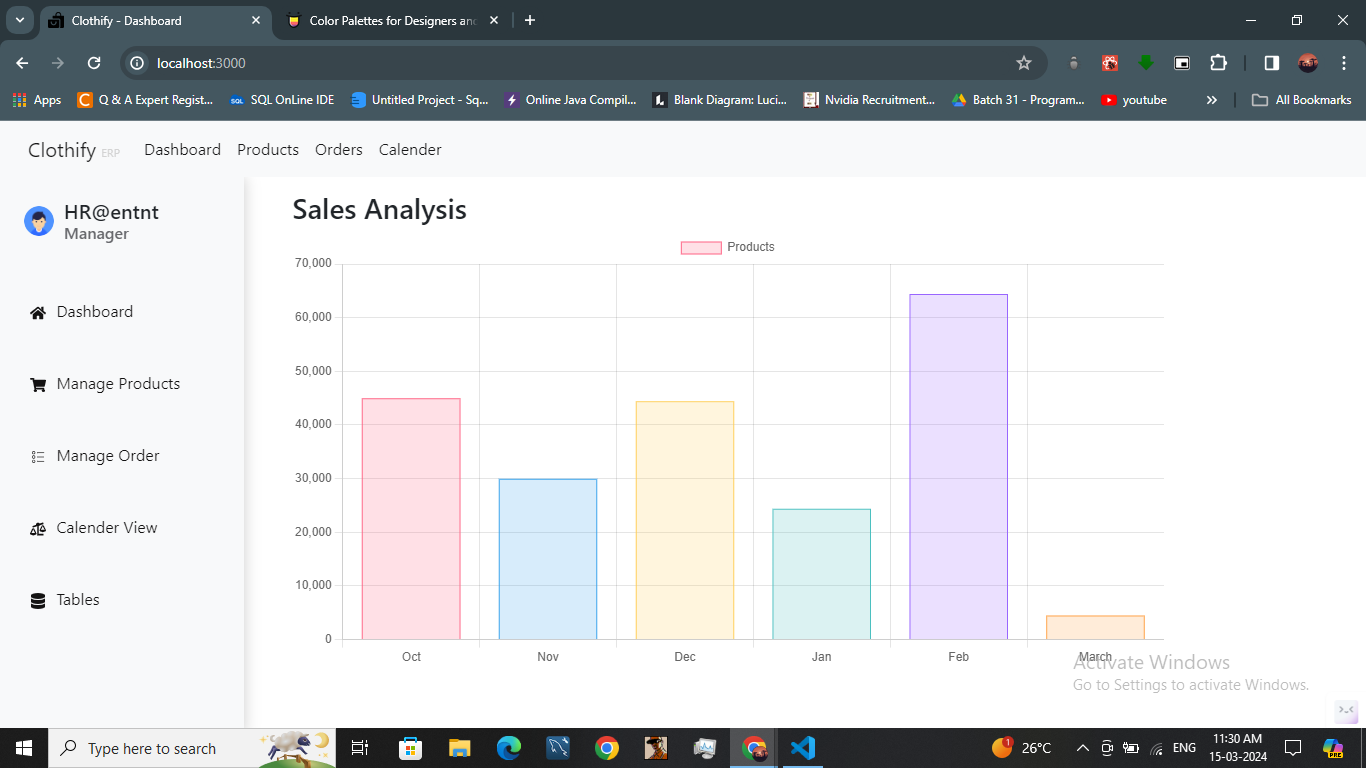 Clothify - Dashboard
Color Palettes for Designers an
localhost:3000
Apps
Q & A Expert Regist...
SQL OnLine IDE
Untitled Project - Sq...
Online Java Compil...
Blank Diagram: Luci...
Nvidia Recruitment...
Batch 31 - Program...
youtube
All Bookmarks
Clothify ERP
Dashboard
Products
Orders
Calender
HR@entnt
Manager
Dashboard
Manage Products
Manage Order
Calender View
Tables
Sales Analysis
Products
70,000
60,000
50,000
40,000
30,000
20,000
10,000
0
Oct
Nov
Dec
Jan
Feb
March
Activate Windows
Go to Settings to activate Windows.
Type here to search
26°C
ENG
11:30 AM
15-03-2024
PRE